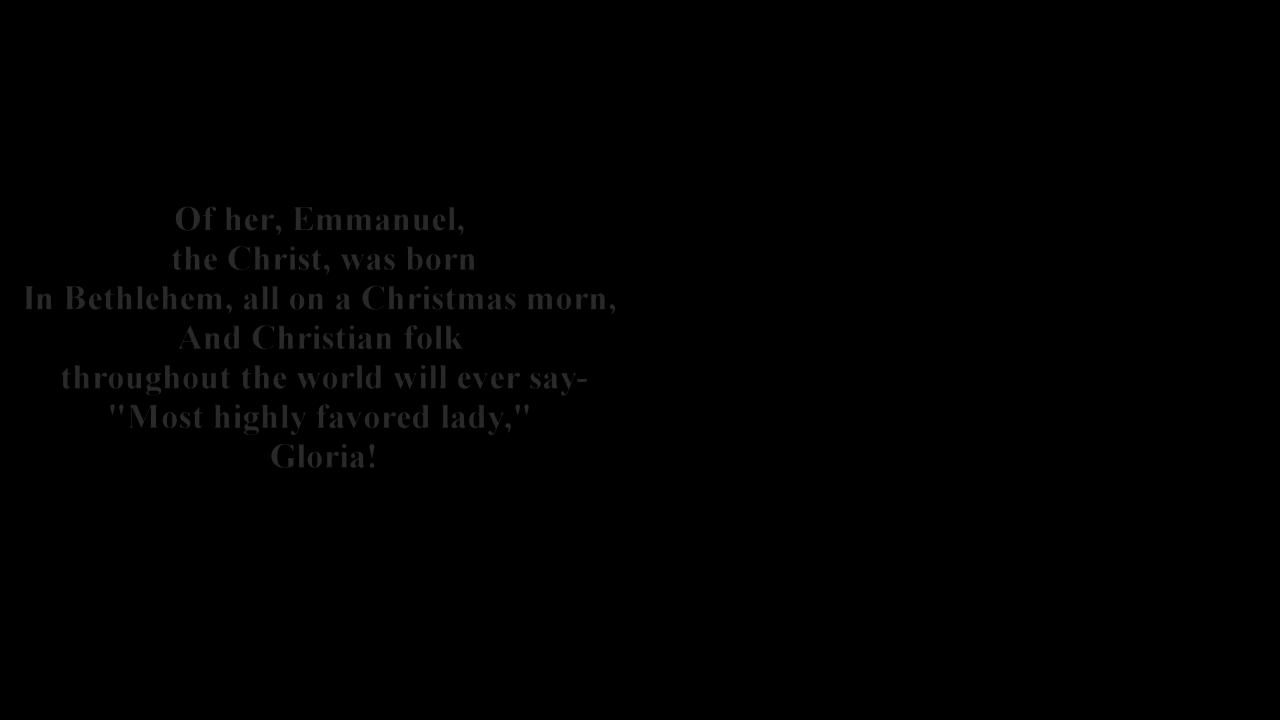 Of her, Emmanuel,
the Christ, was born
In Bethlehem, all on a Christmas morn,
And Christian folk
throughout the world will ever say-
"Most highly favored lady,"
Gloria!